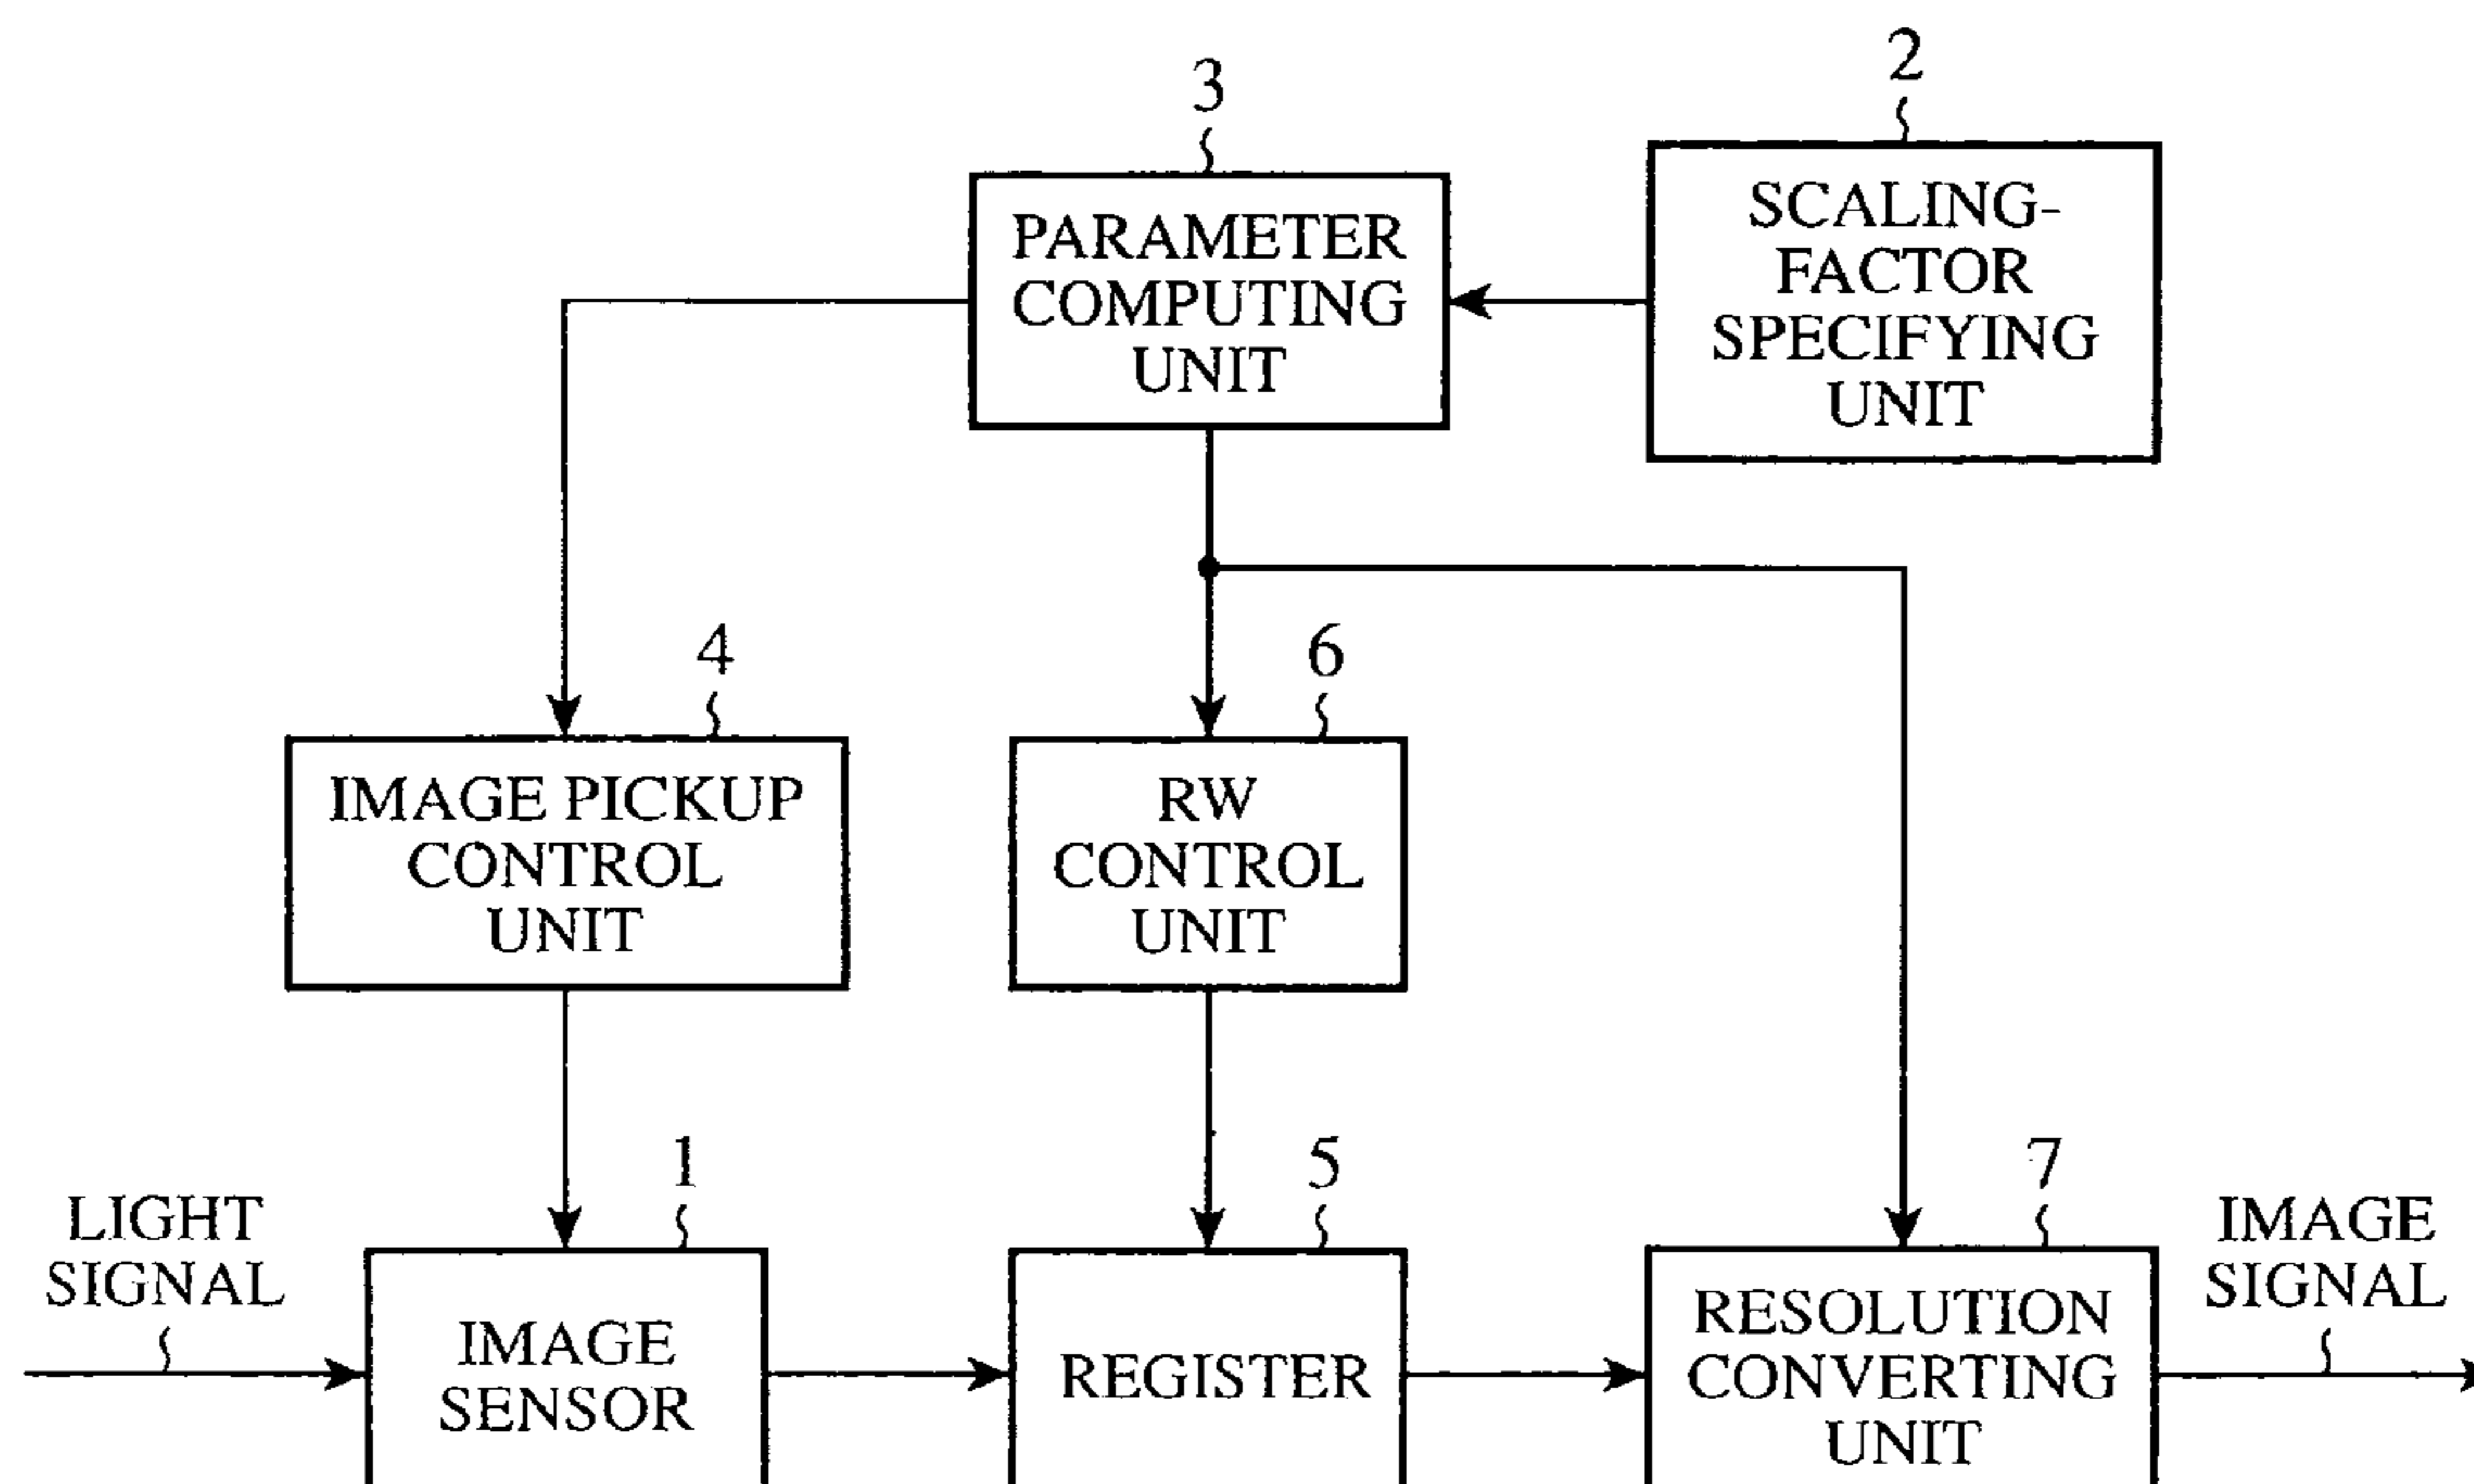 2
3
SCALING-
FACTOR
SPECIFYING
UNIT
PARAMETER
COMPUTING
UNIT
4
6
IMAGE PICKUP
CONTROL
UNIT
RW
CONTROL
UNIT
1
5
7
LIGHT
SIGNAL
IMAGE
SENSOR
REGISTER
RESOLUTION
CONVERTING
UNIT
IMAGE
SIGNAL